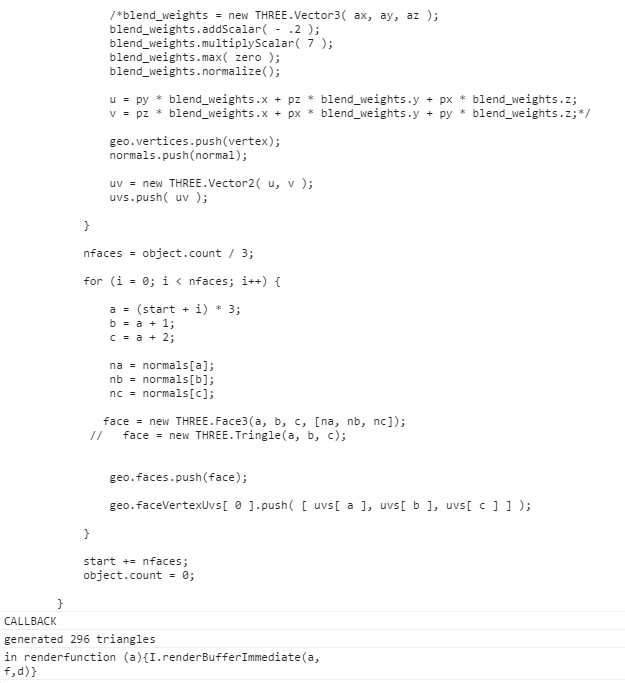 /*blend_weights = new THREE.Vector3( ax, ay, az );
blend_weights.addScalar( - .2 );
blend_weights.multiplyScalar( 7 );
blend_weights.max( zero );
blend_weights.normalize();
u = py * blend_weights.x + pz * blend_weights.y + px * blend_weights.z;
v = pz * blend_weights.x + px * blend_weights.y + py * blend_weights.z;*/
geo.vertices.push(vertex);
normals.push(normal);
uv = new THREE.Vector2( u, v );
uvs.push( uv );
}
nfaces = object.count / 3;
for (i = 0; i < nfaces; i++) {
a = (start + i) * 3;
b = a + 1;
c = a + 2;
na = normals[a];
nb = normals[b];
nc = normals[c];
face = new THREE.Face3(a, b, c, [na, nb, nc]);
// face = new THREE.Tringle(a, b, c);
geo.faces.push(face);
geo.faceVertexUvs[ 0 ].push( [ uvs[ a ], uvs[ b ], uvs[ c ] ] );
}
start += nfaces;
object.count = 0;
}
CALLBACK
generated 296 triangles
in renderfunction (a){I.renderBufferImmediate(a,
f,d)}